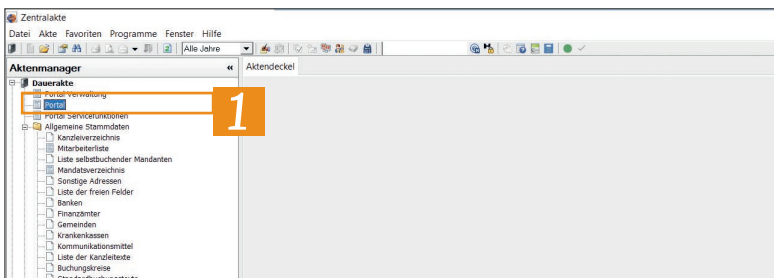 Zentralakte
Datei Akte Favoriten Programme Fenster Hilfe
Alle Jahre
Aktenmanager «
Aktendeckel
Dauerakte
Portal Verwaltung
Portal
1
Portal Servicefunktionen
Allgemeine Stammdaten
Kanzleiverzeichnis
Mitarbeiterliste
Liste selbstbuchender Mandanten
Mandatsverzeichnis
Sonstige Adressen
Liste der freien Felder
Banken
Finanzämter
Gemeinden
Krankenkassen
Kommunikationsmittel
Liste der Kanzleitexte
Buchungskreise
Standardbuchungstexte